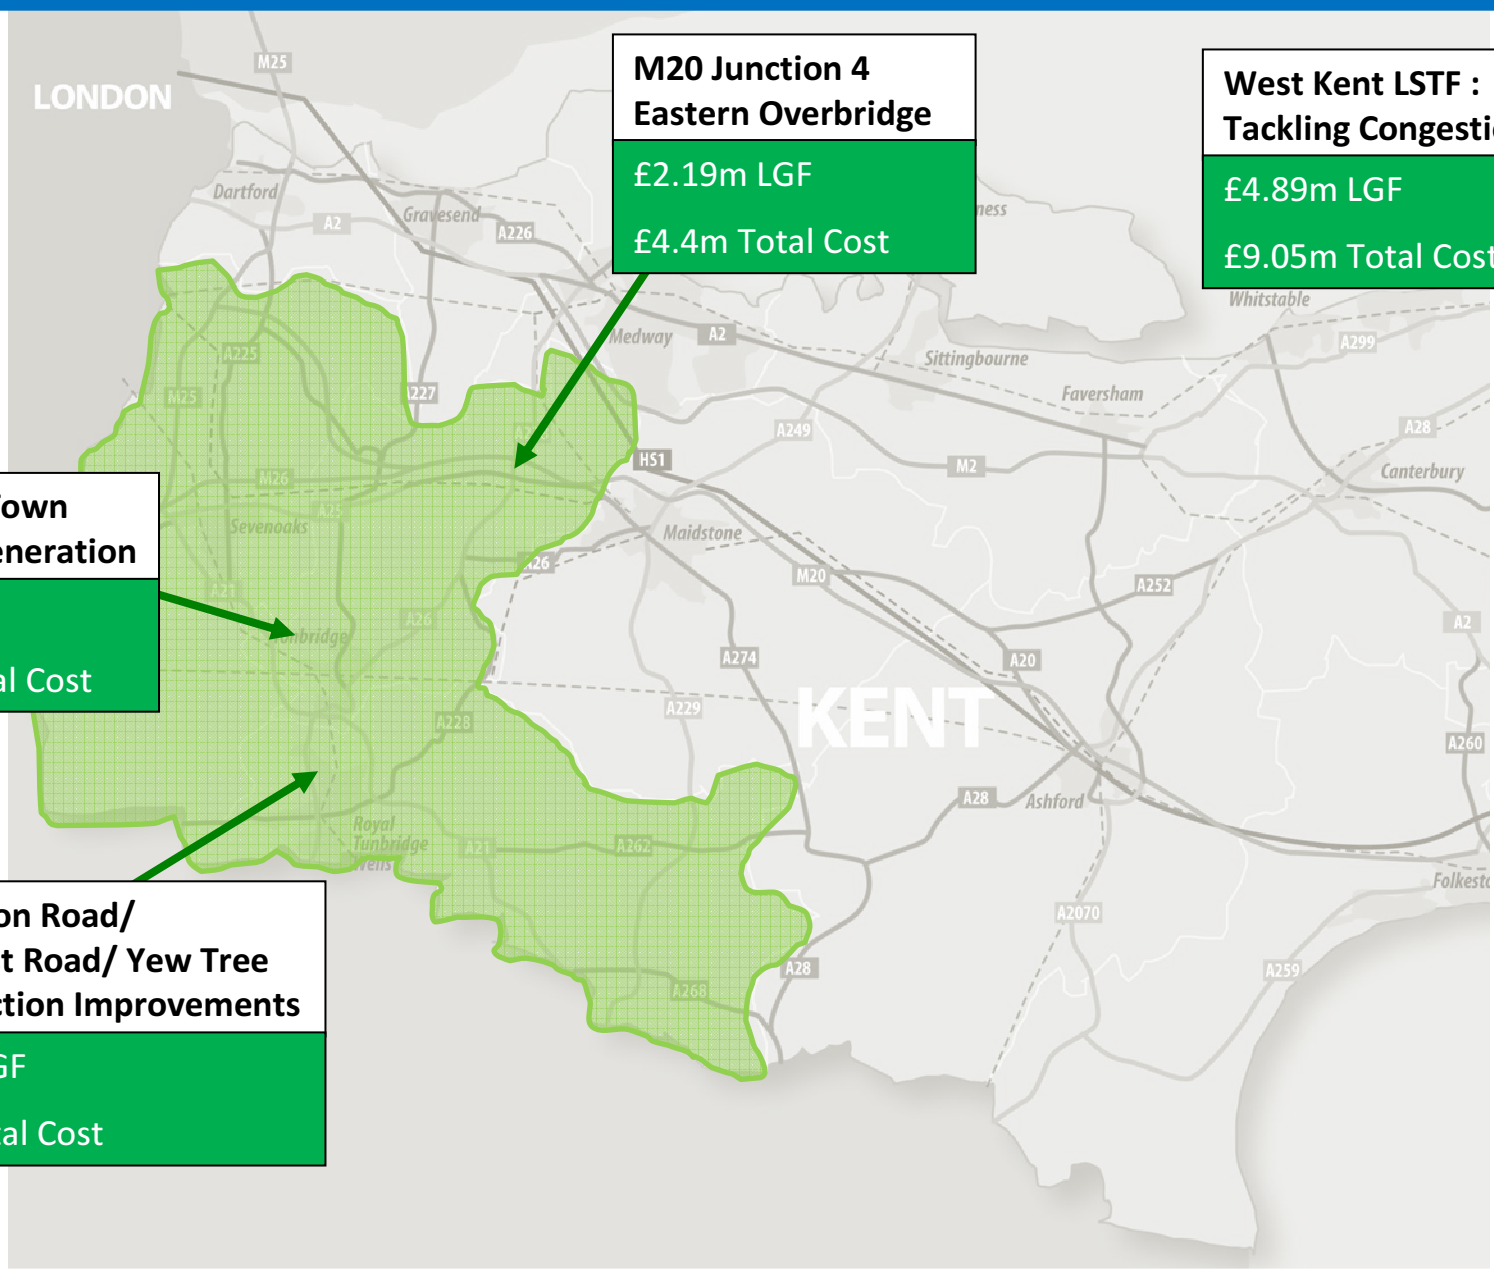 M20 Junction 4
Eastern Overbridge
£2.19m LGF
£4.4m Total Cost
West Kent LSTF :
Tackling Congesti
£4.89m LGF
£9.05m Total Cost
own
eneration
al Cost
on Road/
t Road/ Yew Tree
ction Improvements
GF
tal Cost
LONDON
M25
Dartford
A2
Gravesend
A226
ness
Medway
A2
Sittingbourne
Whitstable
A299
Faversham
A225
M25
A227
A249
HS1
M2
A28
Canterbury
M26
Sevenoaks
A25
Maidstone
A26
M20
A252
A21
Tonbridge
A26
A2
A274
A20
A229
KENT
A228
A260
Royal
Tunbridge
Wells
A21
A262
A28
Ashford
Folkest
A2070
A28
A268
A259